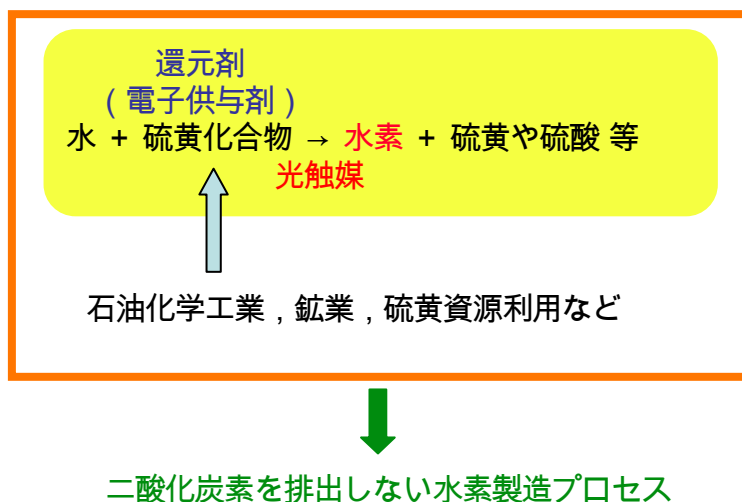 還元剤
(電子供与剤)
水 + 硫黄化合物 → 水素 + 硫黄や硫酸 等
光触媒
石油化学工業,鉱業,硫黄資源利用など
二酸化炭素を排出しない水素製造プロセス